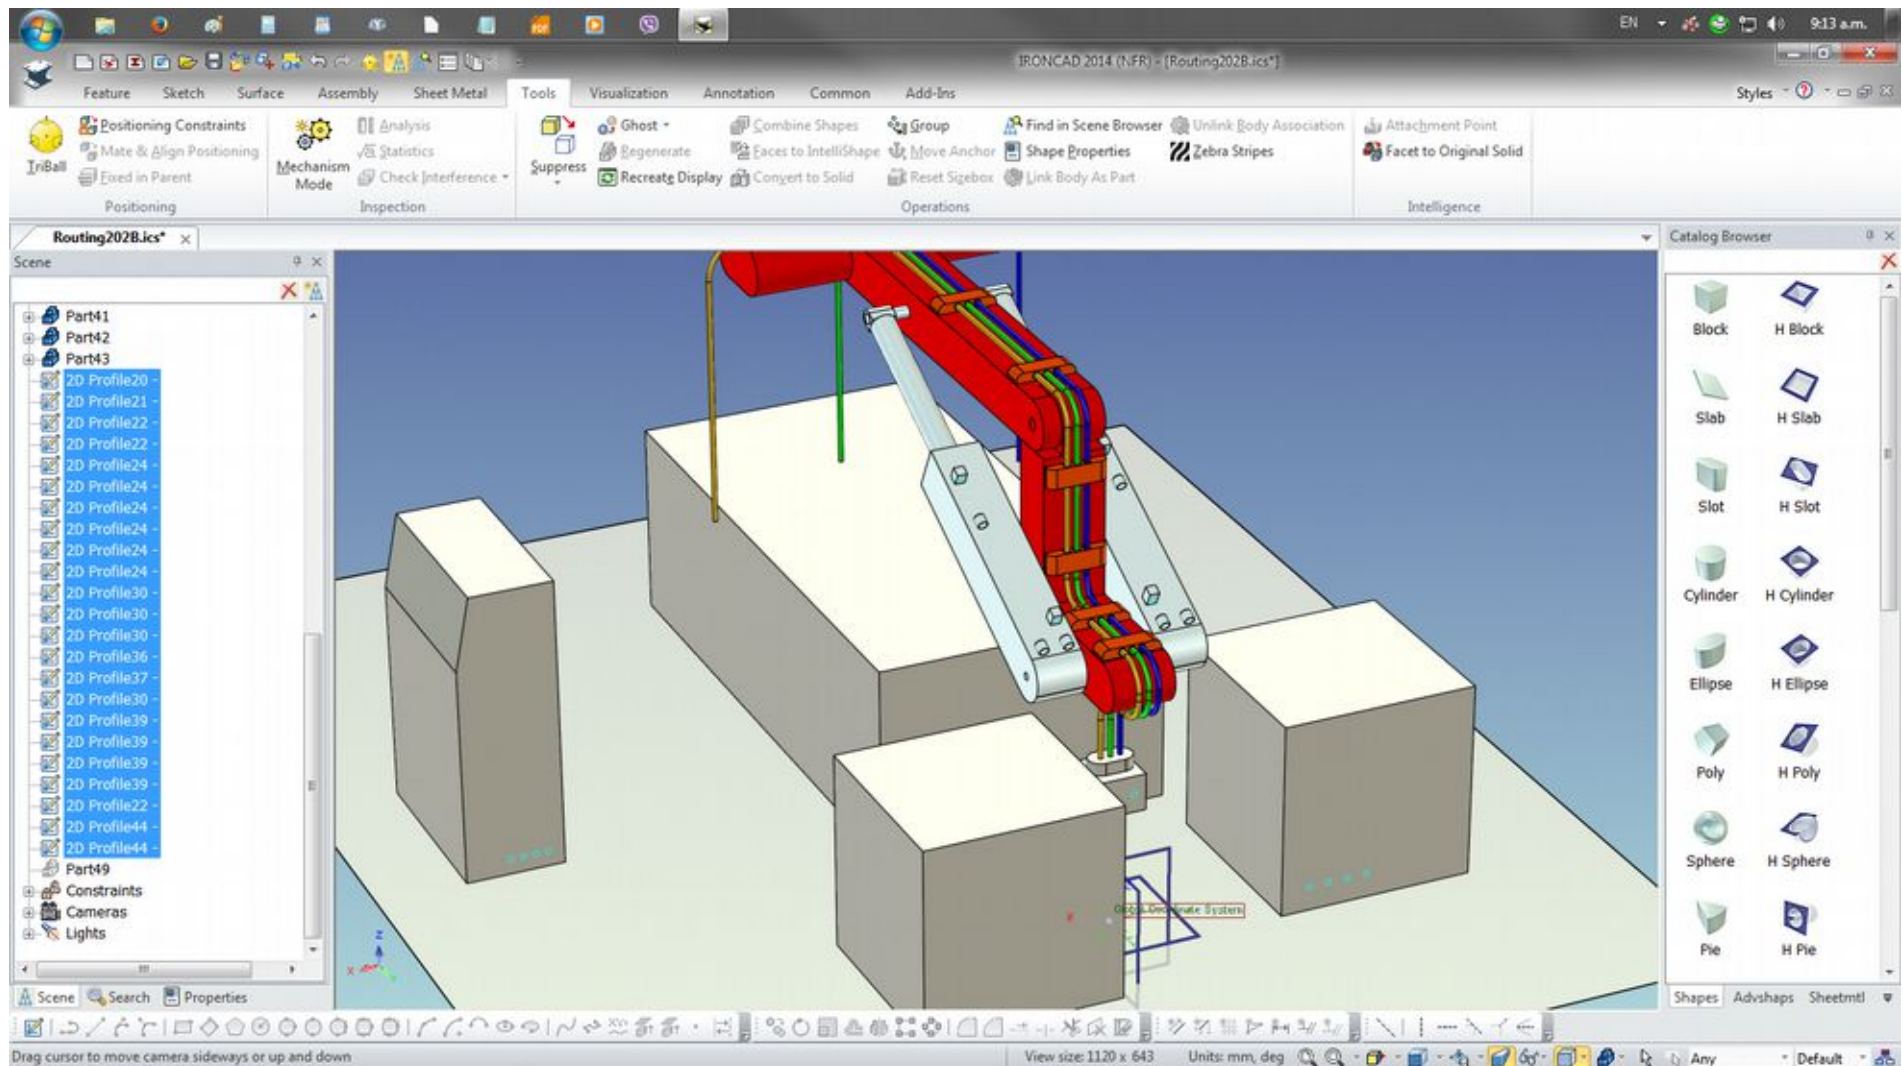 EN 9:13 a.m.
IRONCAD 2014 (NFR) - [Routing202B.ics*]
Feature Sketch Surface Assembly Sheet Metal Tools Visualization Annotation Common Add-Ins Styles
Positioning Constraints Analysis Ghost Combine Shapes Group Find in Scene Browser Unlink Body Association Attachment Point
TriBall Mate & Align Positioning Mechanism Mode Statistics Suppress Regenerate Faces to IntelliShape Move Anchor Shape Properties Zebra Stripes Facet to Original Solid
Fixed in Parent Check Interference Recreate Display Convert to Solid Reset Sizebox Link Body As Part
Positioning Inspection Operations Intelligence
Routing202B.ics* Catalog Browser
Scene
Part41
Part42
Part43
2D Profile20 -
2D Profile21 -
2D Profile22 -
2D Profile22 -
2D Profile24 -
2D Profile24 -
2D Profile24 -
2D Profile24 -
2D Profile24 -
2D Profile24 -
2D Profile30 -
2D Profile30 -
2D Profile30 -
2D Profile36 -
2D Profile37 -
2D Profile30 -
2D Profile39 -
2D Profile39 -
2D Profile39 -
2D Profile39 -
2D Profile22 -
2D Profile44 -
2D Profile44 -
Part49
Constraints
Cameras
Lights
Scene Search Properties
Z
X
Global Coordinate System
Block H Block
Slab H Slab
Slot H Slot
Cylinder H Cylinder
Ellipse H Ellipse
Poly H Poly
Sphere H Sphere
Pie H Pie
Shapes Advshaps Sheetmtl
Drag cursor to move camera sideways or up and down View size: 1120 x 643 Units: mm, deg Any Default